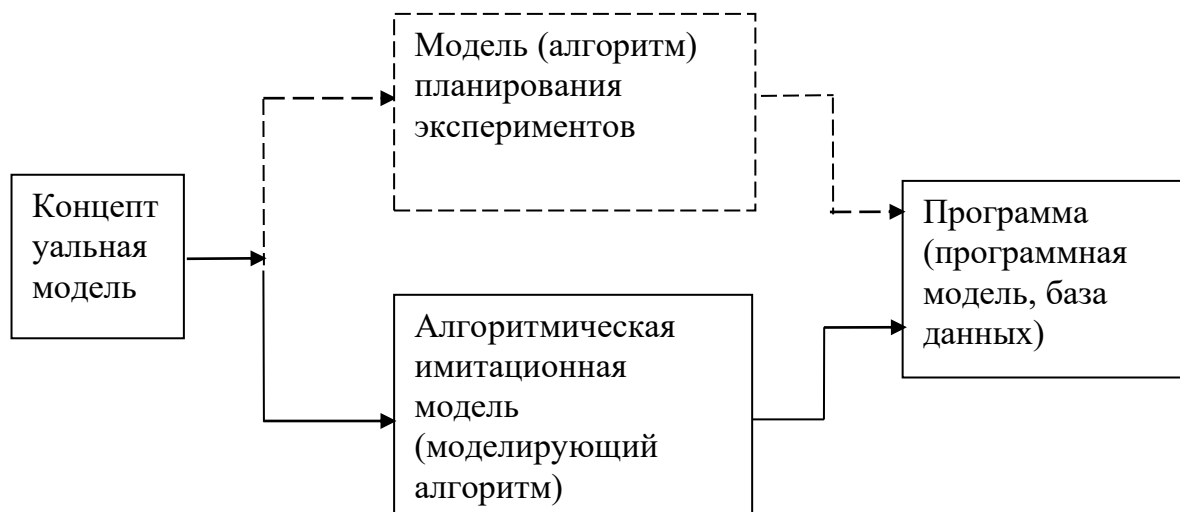 Модель (алгоритм)
планирования
экспериментов
Концепт
уальная
модель
Программа
(программная
модель, база
данных)
Алгоритмическая
имитационная
модель
(моделирующий
алгоритм)